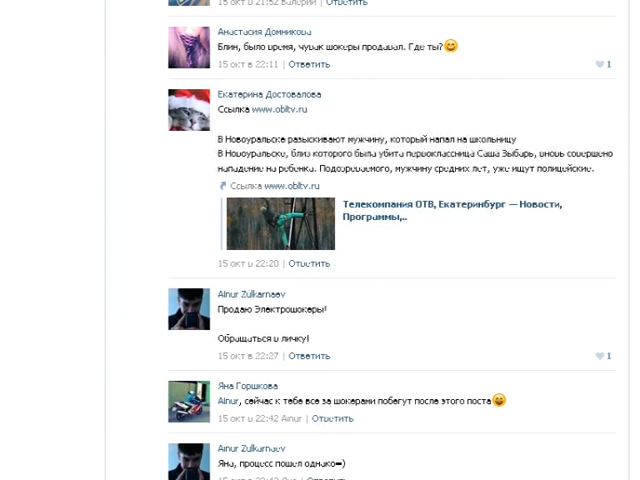 15 окт в 21:52 Валерии | Ответить
Анастасия Домникова
Блин, было время, чувак шокеры продавал. Где ты?
15 окт в 22:11 | Ответить
1
Екатерина Достовалова
Ссылка www.obltv.ru
В Новоуральске разыскивают мужчину, который напал на школьницу
В Новоуральске, близ которого была убита первоклассница Саша Зыбарь, вновь совершено
нападение на ребенка. Подозреваемого, мужчину средних лет, уже ищут полицейские.
Ссылка www.obltv.ru
Телекомпания ОТВ, Екатеринбург — Новости,
Программы,..
15 окт в 22:20 | Ответить
Ainur Zulkarnaev
Продаю Электрошокеры!
Обращаться в личку!
15 окт в 22:27 | Ответить
1
Яна Горшкова
Ainur, сейчас к тебе все за шокерами побегут после этого поста
15 окт в 22:42 Ainur | Ответить
Ainur Zulkarnaev
Яна, процесс пошел однако=)